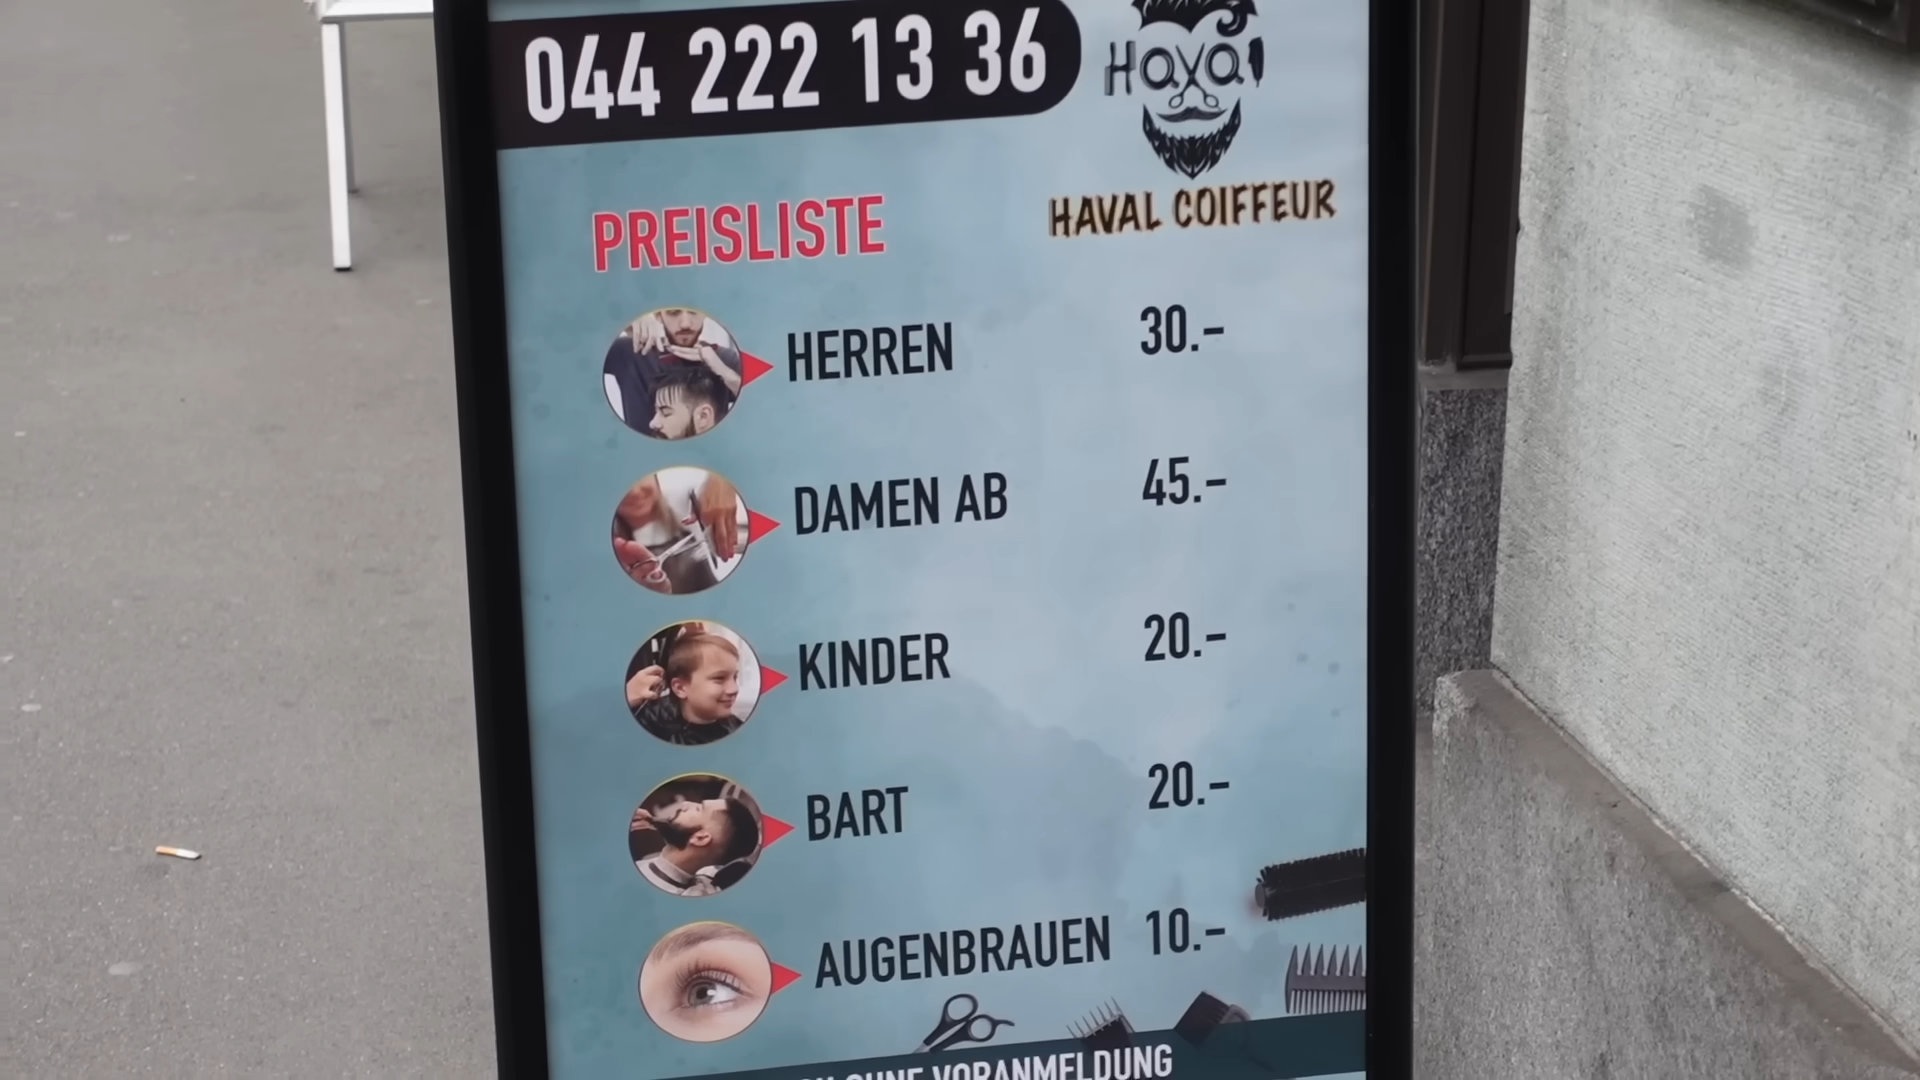 044 222 13 36
Haval
HAVAL COIFFEUR
PREISLISTE
HERREN 30.-
DAMEN AB 45.-
KINDER 20.-
BART 20.-
AUGENBRAUEN 10.-
OHNE VORANMELDUNG